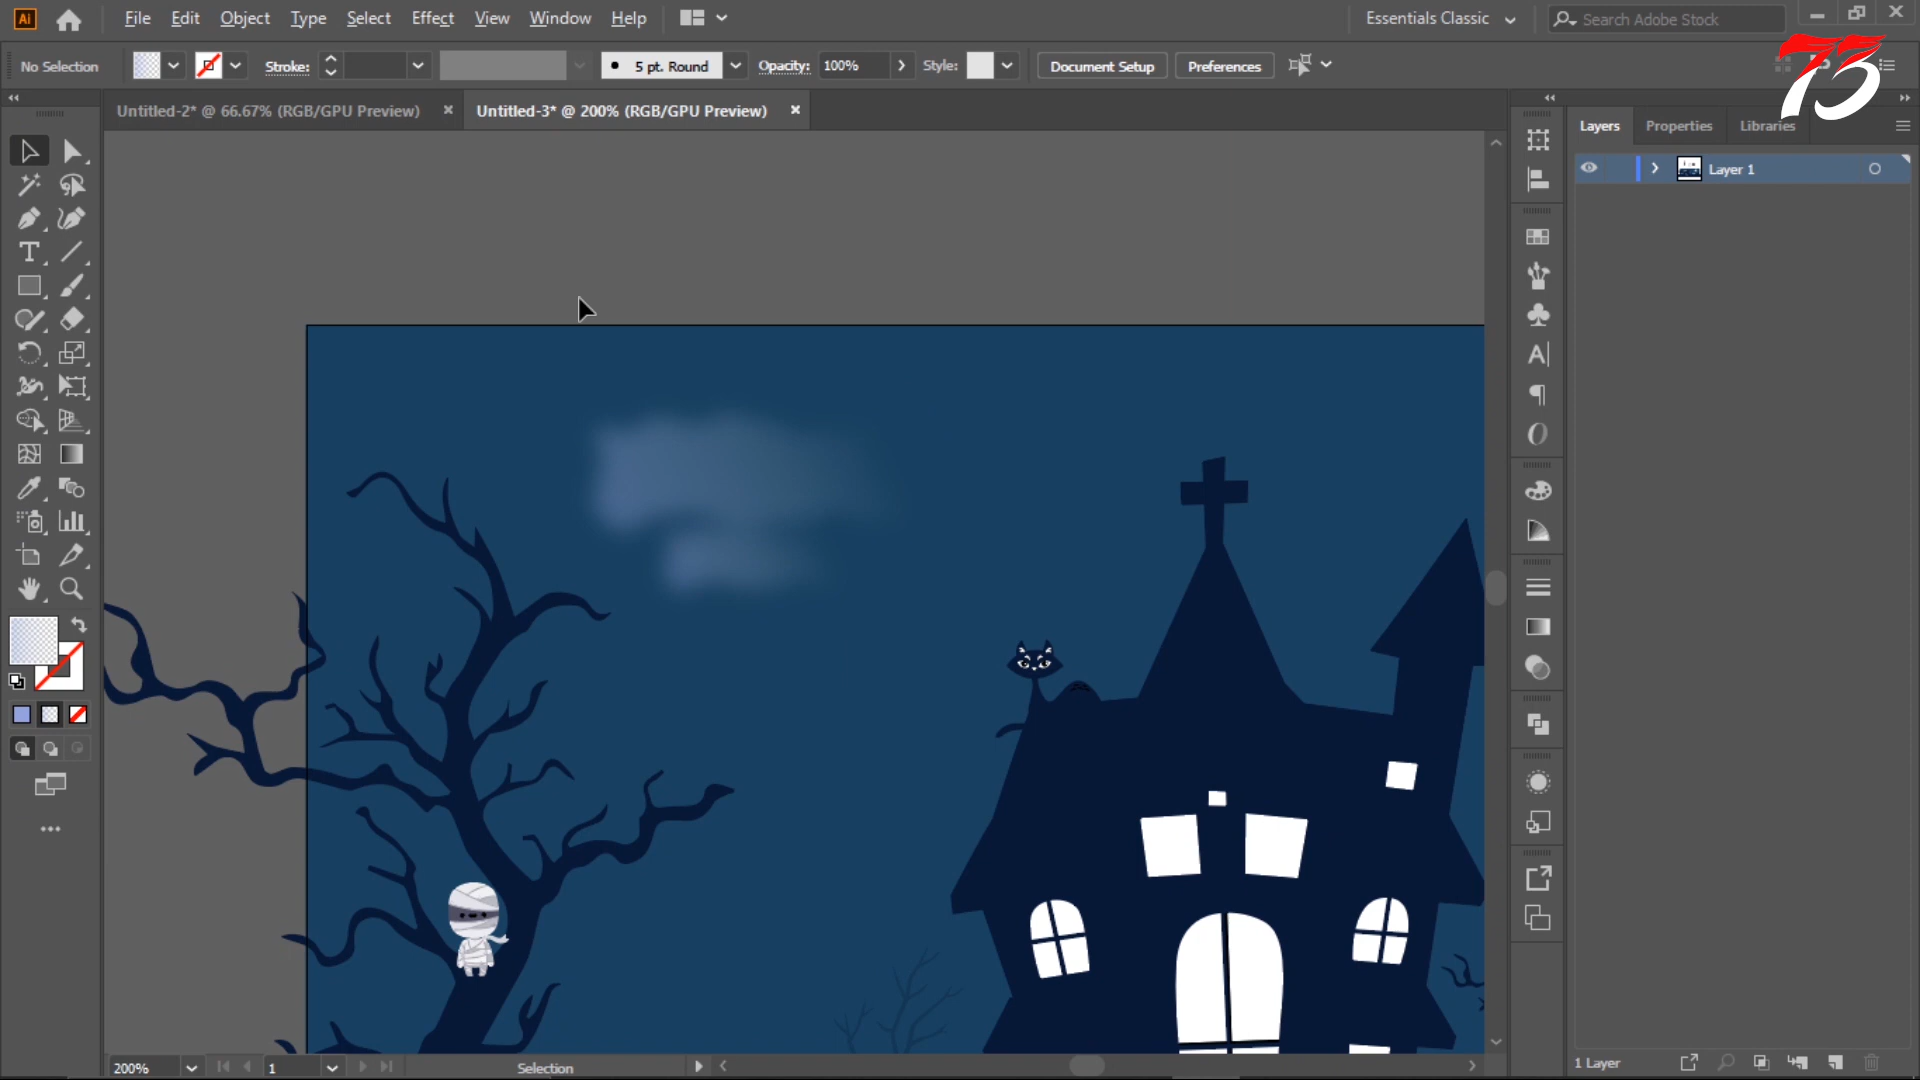 Ai File Edit Object Type Select Effect View Window Help Essentials Classic Search Adobe Stock
No Selection Stroke: 5 pt. Round Opacity: 100% Style: Document Setup Preferences
73
Untitled-2* @ 66.67% (RGB/GPU Preview) Untitled-3* @ 200% (RGB/GPU Preview)
Layers Properties Libraries
Layer 1
200% 1 Selection
1 Layer